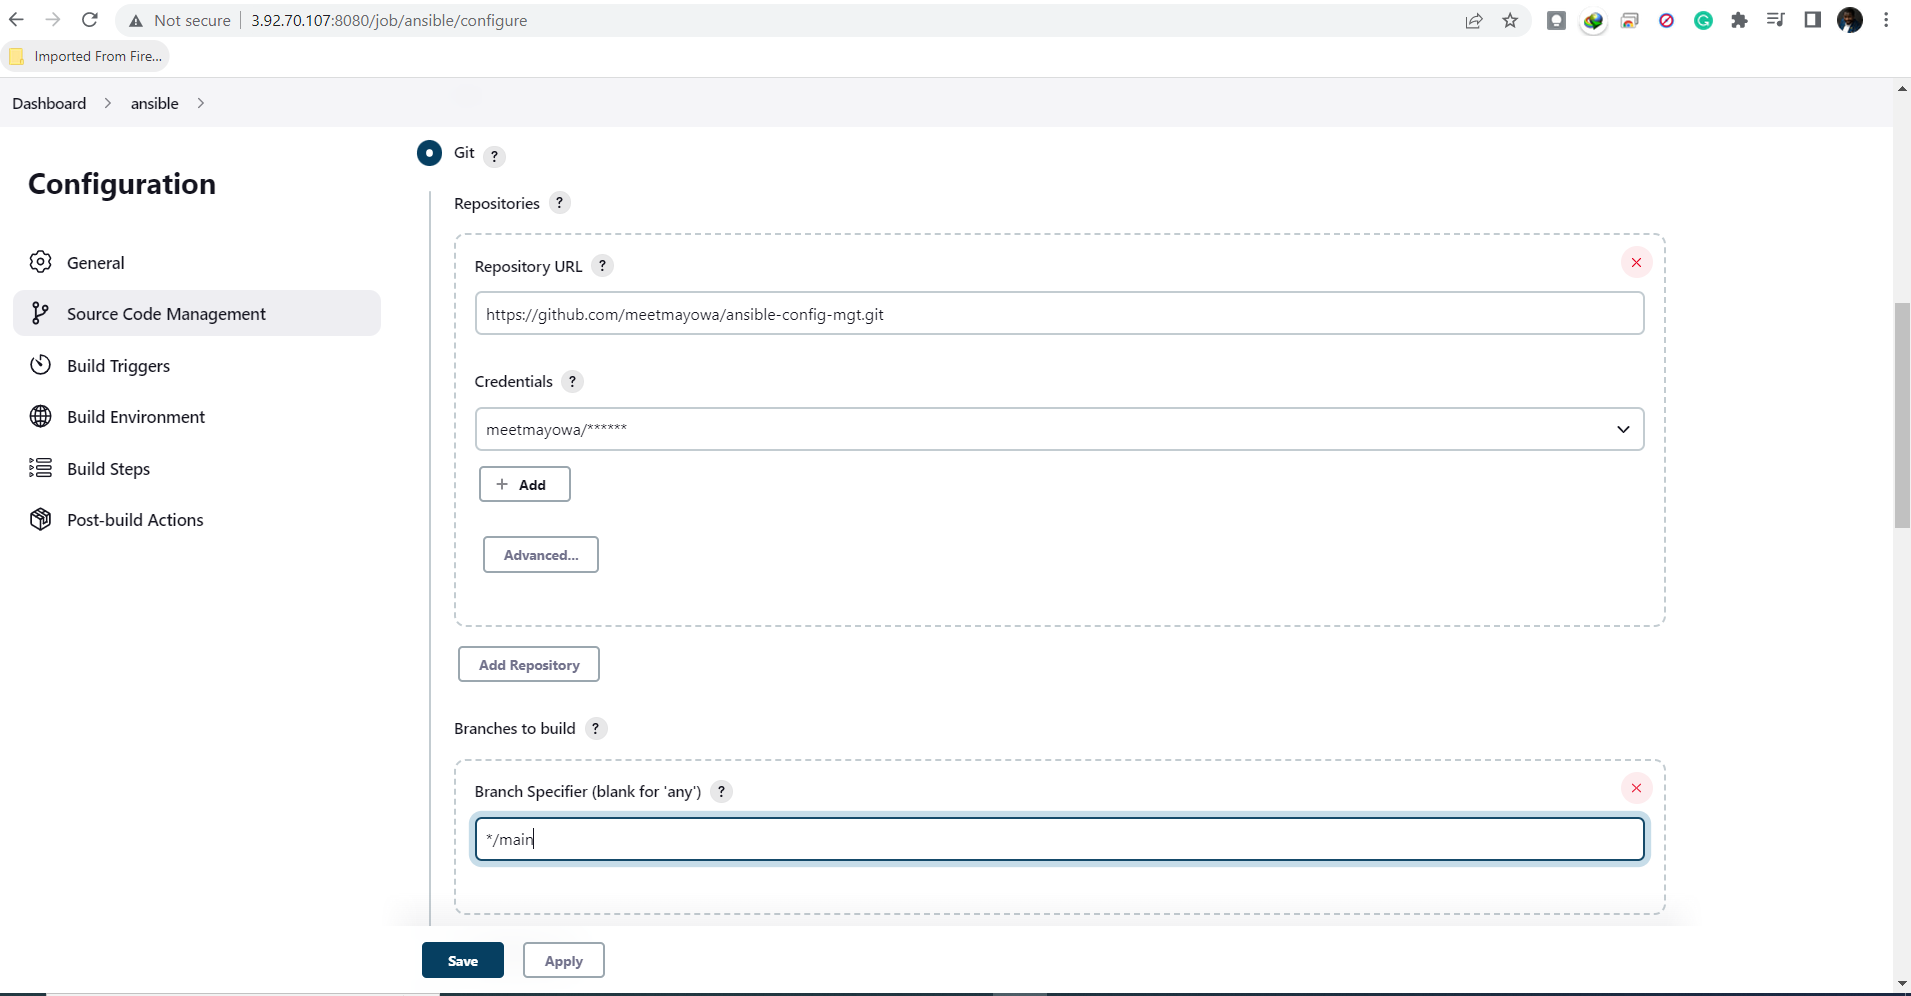 Not secure 3.92.70.107:8080/job/ansible/configure
Imported From Fire...
Dashboard ansible
Git ?
Configuration
Repositories ?
General
Repository URL ?
Source Code Management
https://github.com/meetmayowa/ansible-config-mgt.git
Build Triggers
Credentials ?
Build Environment
meetmayowa/******
Build Steps
+ Add
Post-build Actions
Advanced...
Add Repository
Branches to build ?
Branch Specifier (blank for 'any') ?
*/main
Save Apply